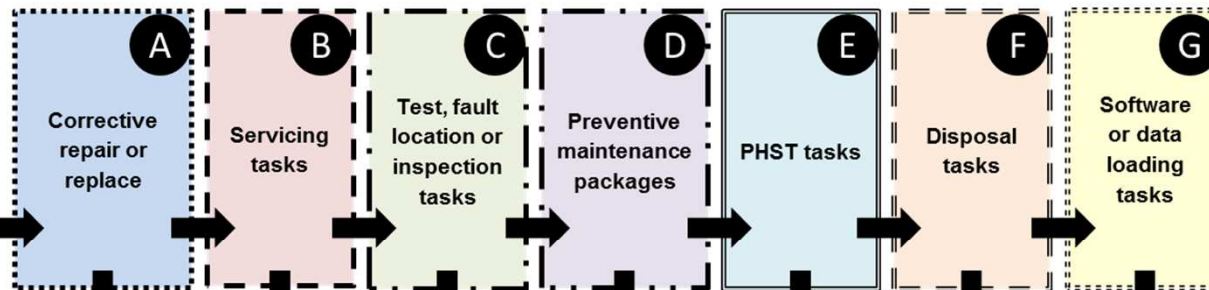 A
Corrective
repair or
replace
B
Servicing
tasks
C
Test, fault
location or
inspection
tasks
D
Preventive
maintenance
packages
E
PHST tasks
F
Disposal
tasks
G
Software
or data
loading
tasks